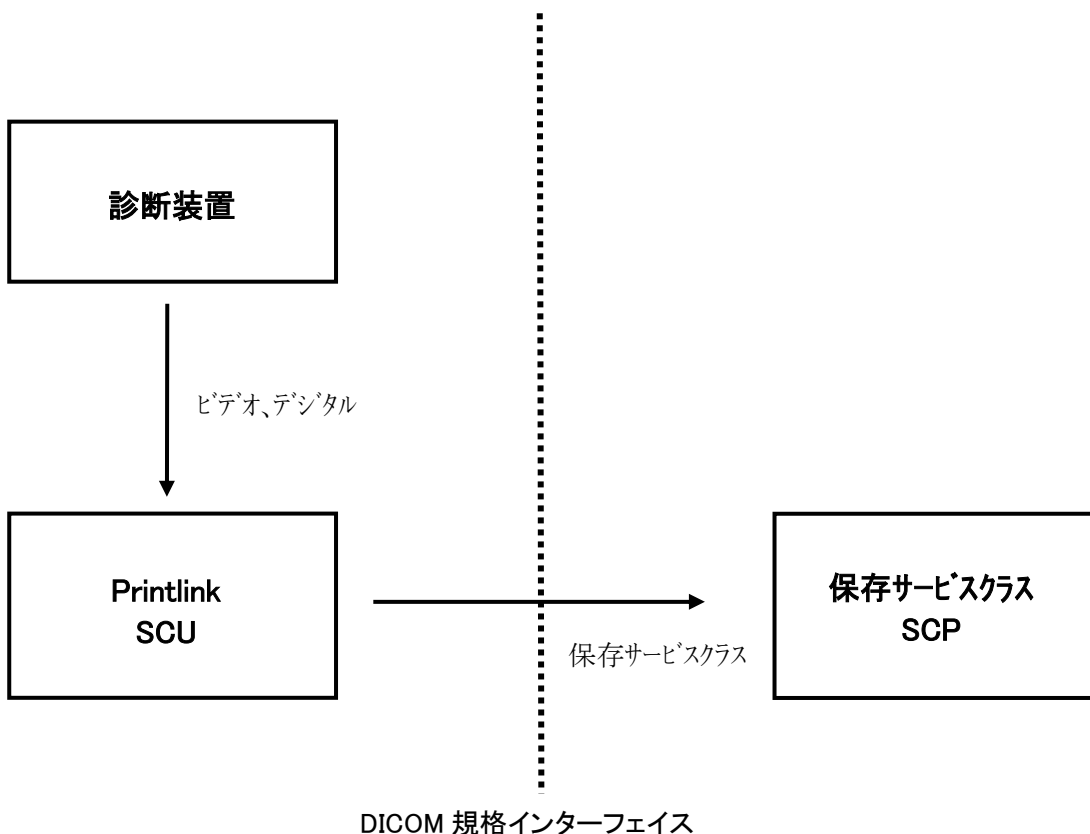 診断装置
ビデオ、デジタル
Printlink
SCU
保存サービスクラス
保存サービスクラス
SCP
DICOM 規格インターフェイス